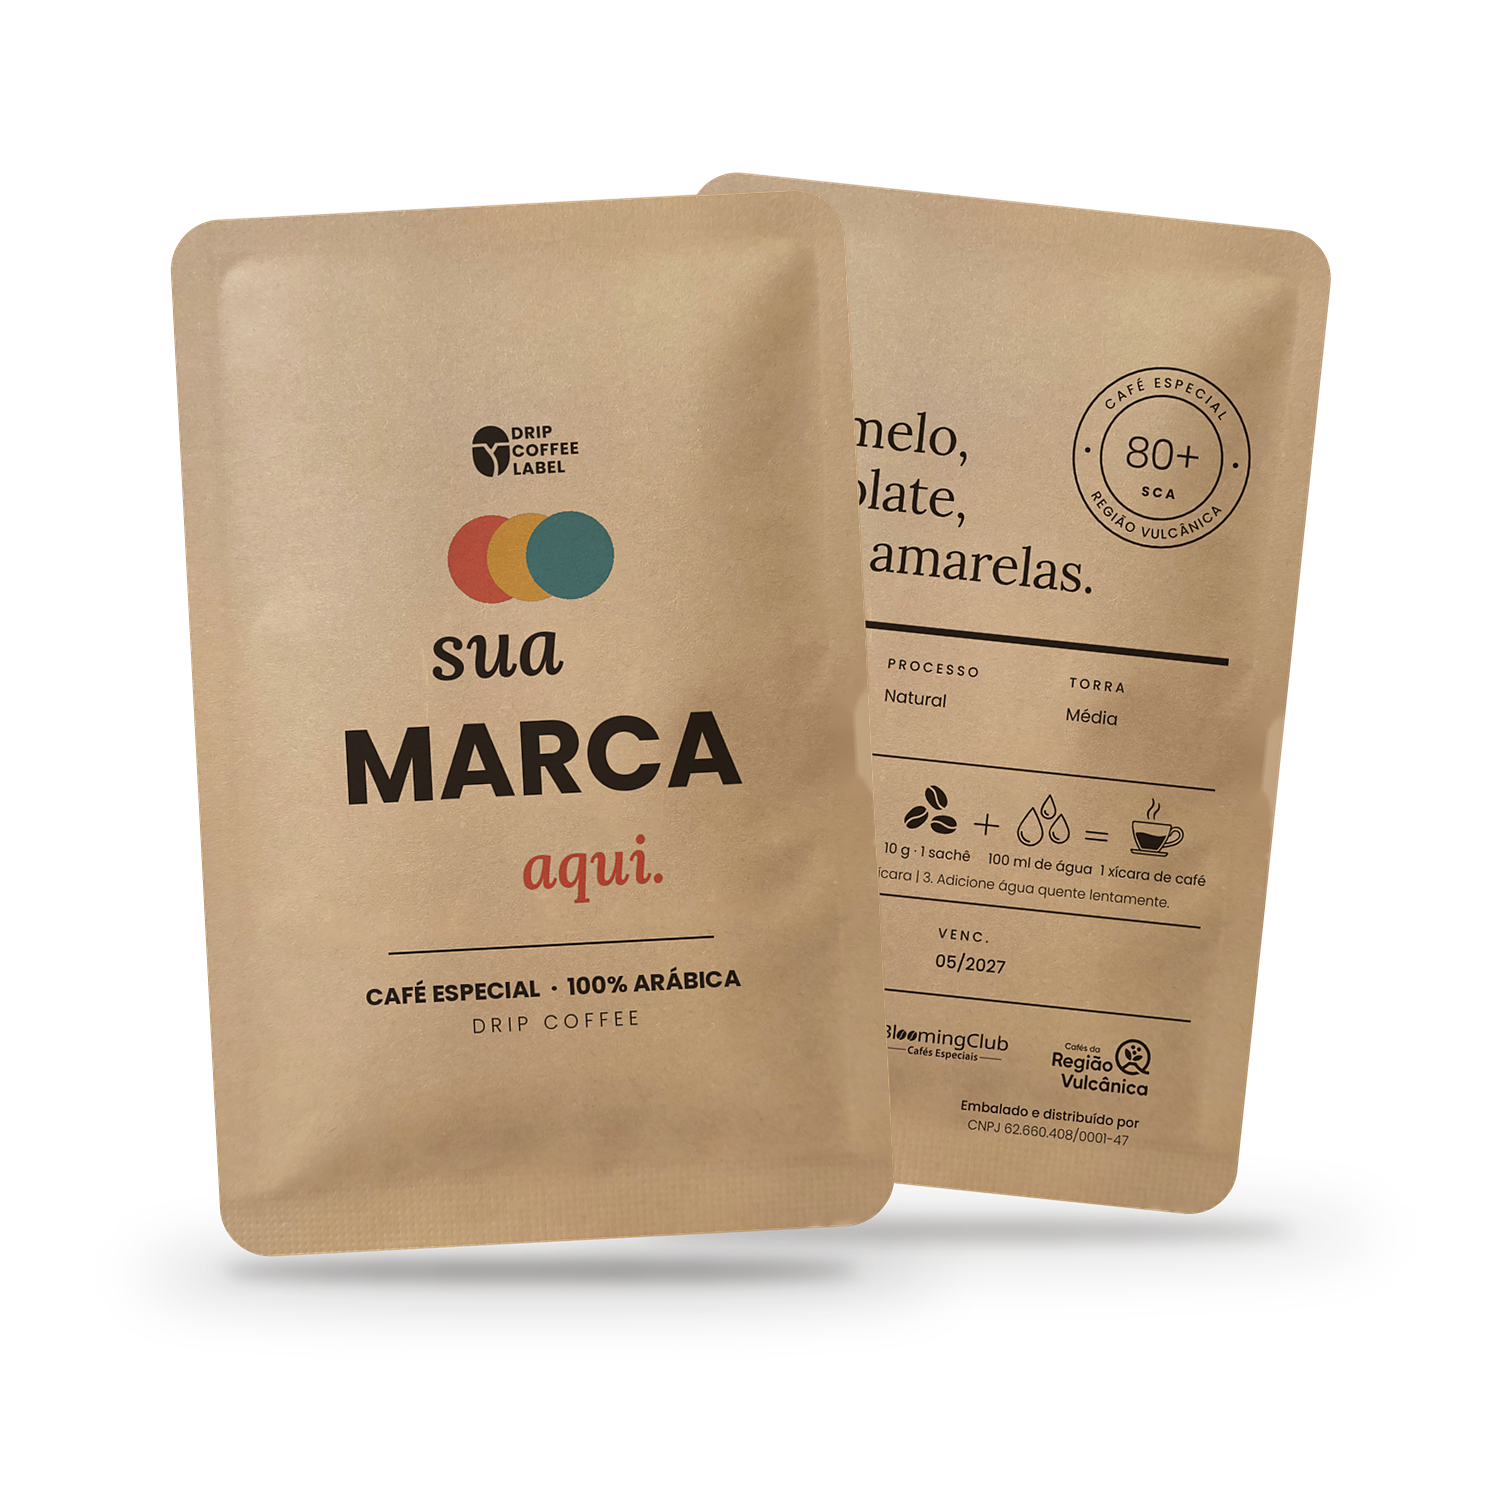 DRIP
COFFEE
LABEL
sua
MARCA
aqui.
CAFÉ ESPECIAL · 100% ARÁBICA
DRIP COFFEE
melo,
olate,
amarelas.
CAFÉ ESPECIAL
80+
SCA
REGIÃO VULCÂNICA
PROCESSO
Natural
TORRA
Média
+ =
10 g · 1 sachê 100 ml de água 1 xícara de café
ícara | 3. Adicione água quente lentamente.
VENC.
05/2027
BloomingClub
Cafés Especiais
Cafés da
Região
Vulcânica
Embalado e distribuído por
CNPJ 62.660.408/0001-47